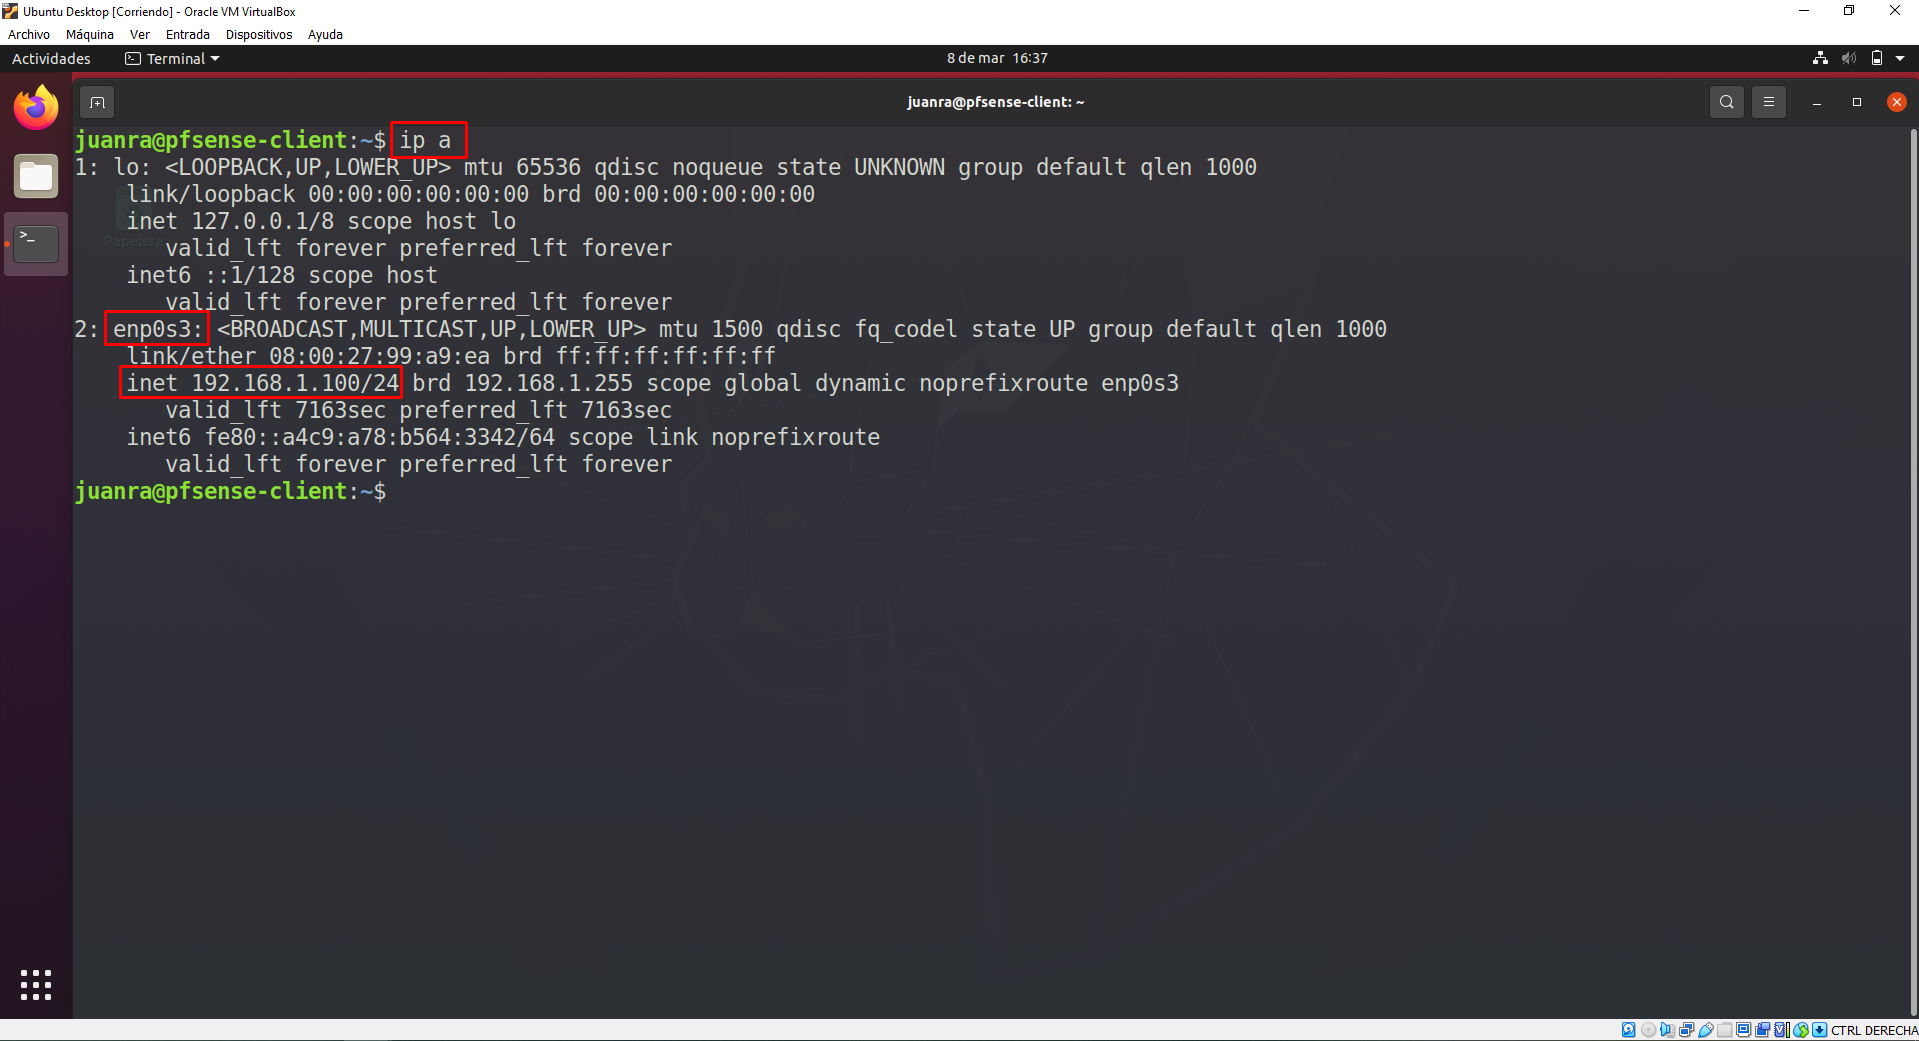 Ubuntu Desktop [Corriendo] - Oracle VM VirtualBox
Archivo Máquina Ver Entrada Dispositivos Ayuda
Actividades Terminal 8 de mar 16:37
juanra@pfsense-client: ~
juanra@pfsense-client:~$ ip a
1: lo: <LOOPBACK,UP,LOWER_UP> mtu 65536 qdisc noqueue state UNKNOWN group default qlen 1000
link/loopback 00:00:00:00:00:00 brd 00:00:00:00:00:00
inet 127.0.0.1/8 scope host lo
Papelera
valid_lft forever preferred_lft forever
inet6 ::1/128 scope host
valid_lft forever preferred_lft forever
2: enp0s3: <BROADCAST,MULTICAST,UP,LOWER_UP> mtu 1500 qdisc fq_codel state UP group default qlen 1000
link/ether 08:00:27:99:a9:ea brd ff:ff:ff:ff:ff:ff
inet 192.168.1.100/24 brd 192.168.1.255 scope global dynamic noprefixroute enp0s3
valid_lft 7163sec preferred_lft 7163sec
inet6 fe80::a4c9:a78:b564:3342/64 scope link noprefixroute
valid_lft forever preferred_lft forever
juanra@pfsense-client:~$
CTRL DERECHA